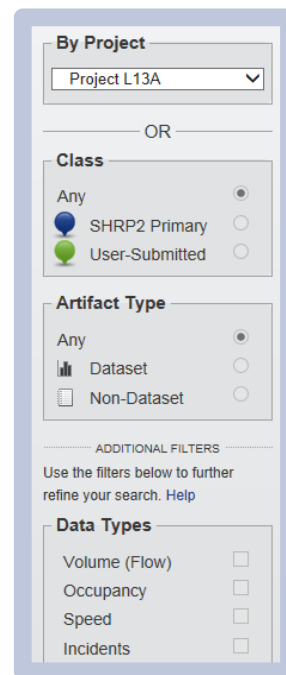 By Project
Project L13A
OR
Class
Any
SHRP2 Primary
User-Submitted
Artifact Type
Any
Dataset
Non-Dataset
ADDITIONAL FILTERS
Use the filters below to further
refine your search. Help
Data Types
Volume (Flow)
Occupancy
Speed
Incidents